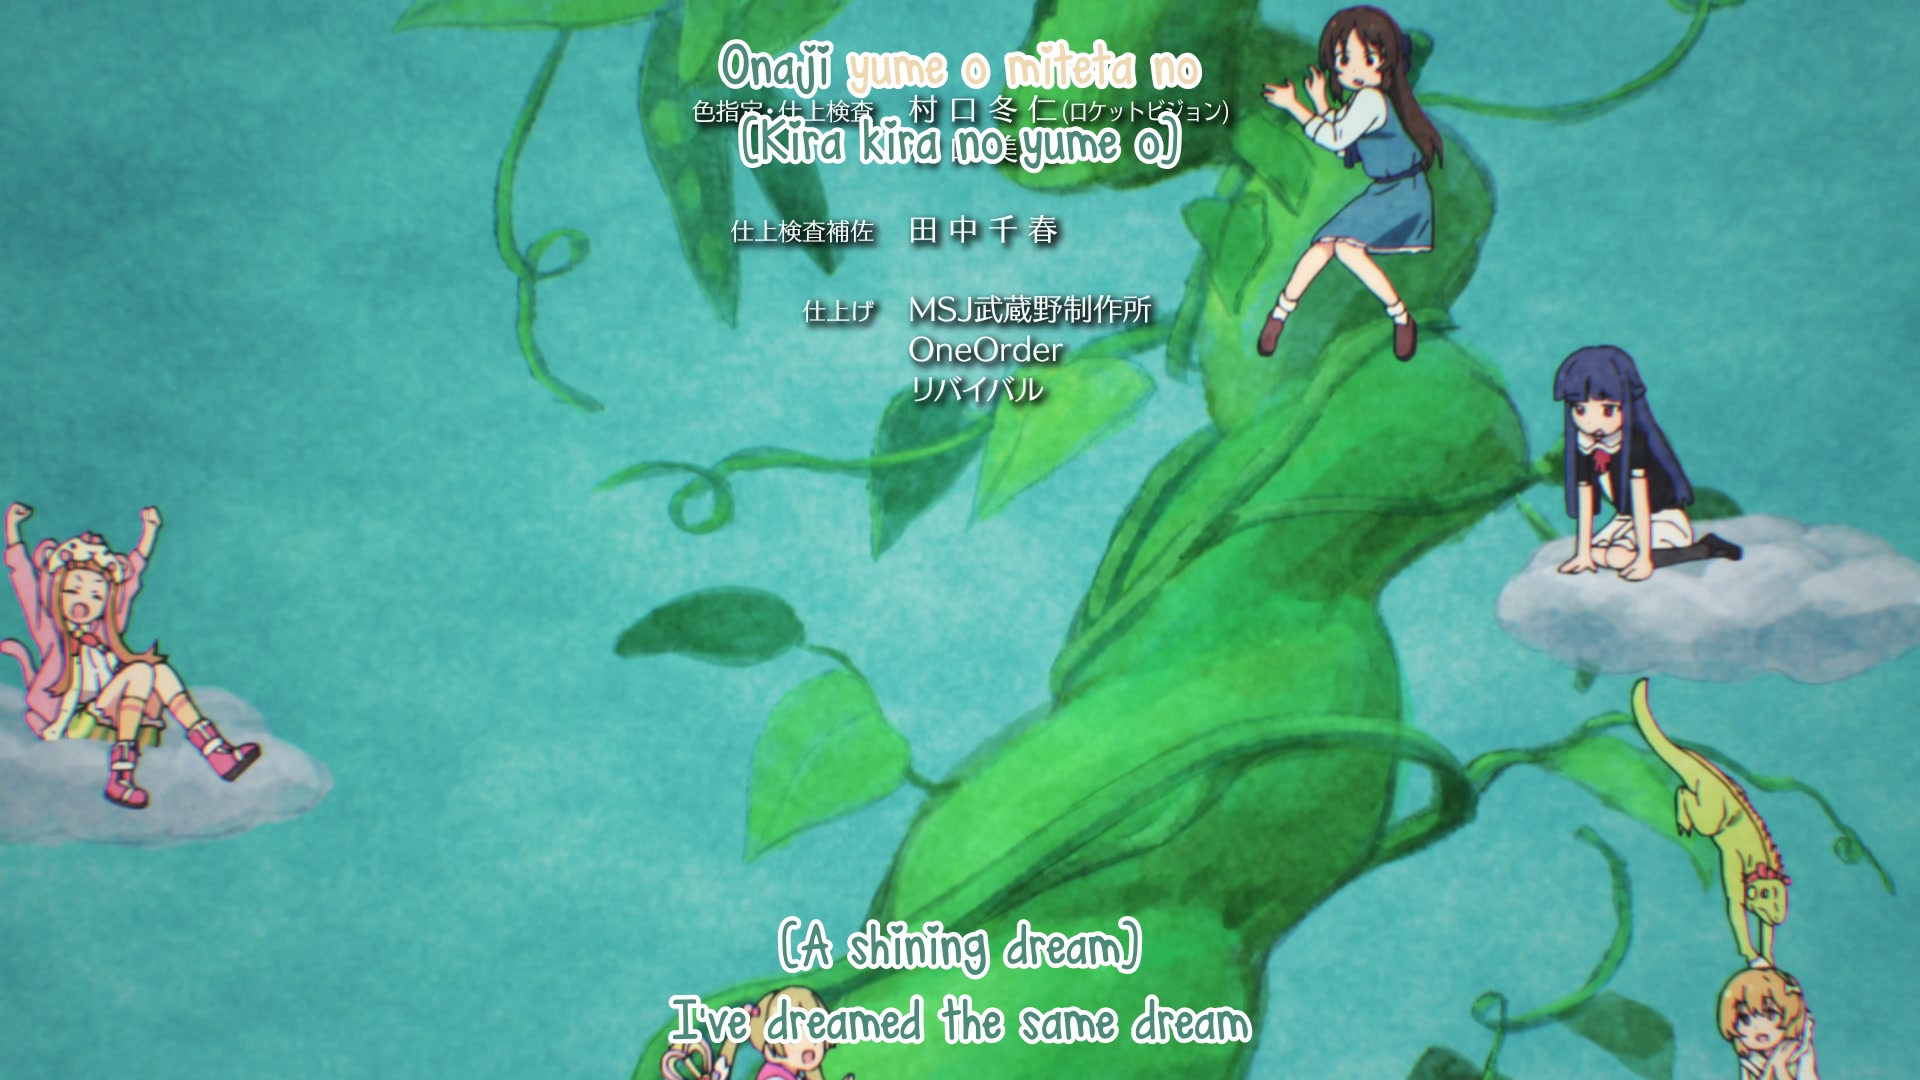 Onaji yume o miteta no
色指定・仕上検査 村口冬仁(ロケットビジョン)
(Kira kira no yume o)
仕上検査補佐 田中千春
仕上げ MSJ武蔵野制作所
OneOrder
リバイバル
(A shining dream)
I've dreamed the same dream